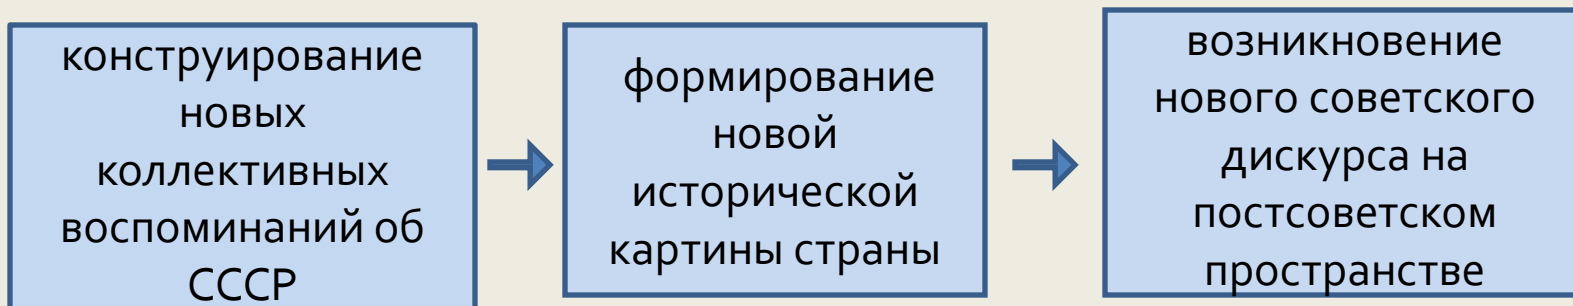 конструирование
новых
коллективных
воспоминаний об
СССР
формирование
новой
исторической
картины страны
возникновение
нового советского
дискурса на
постсоветском
пространстве